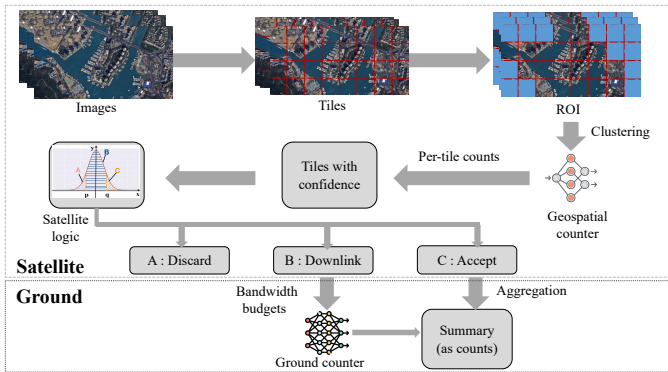 Images
Tiles
ROI
Clustering
Per-tile counts
Tiles with
confidence
Geospatial
counter
y
B
A
C
p
q
x
Satellite
logic
A : Discard
B : Downlink
C : Accept
Satellite
Ground
Bandwidth
budgets
Aggregation
Ground counter
Summary
(as counts)